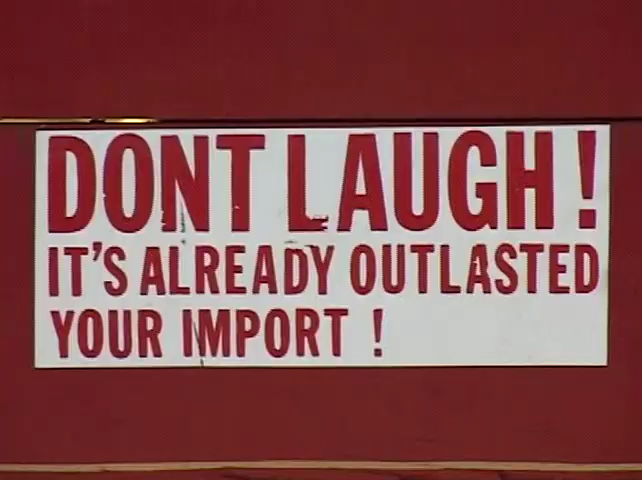 DONT LAUGH!
IT'S ALREADY OUTLASTED
YOUR IMPORT !